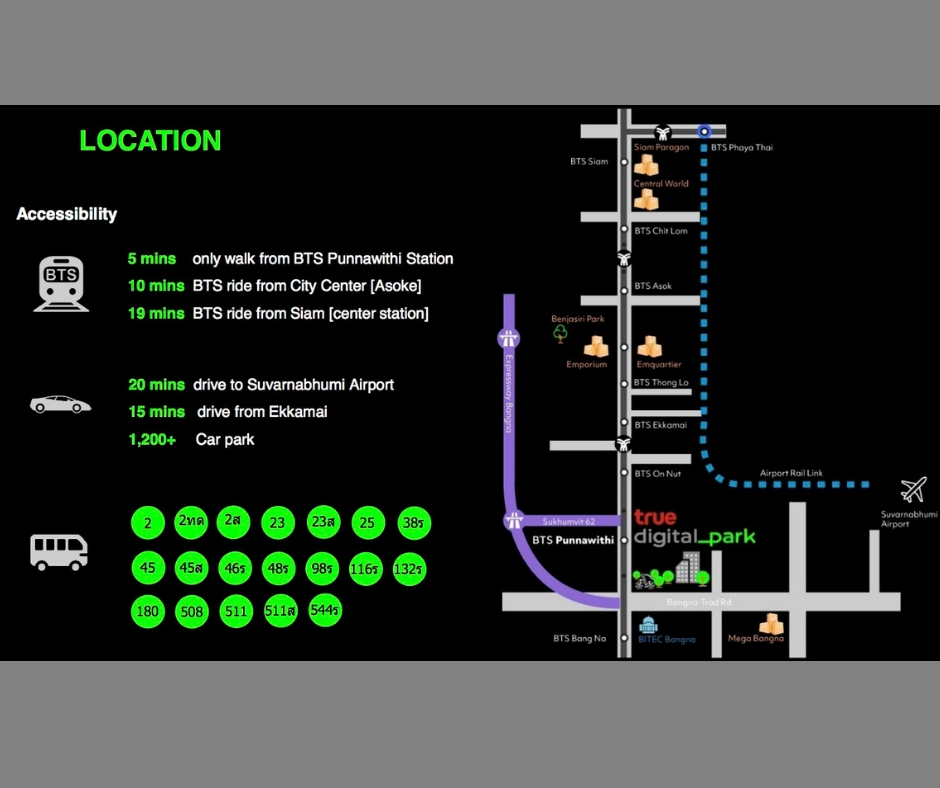 LOCATION
Accessibility
BTS
5 mins only walk from BTS Punnawithi Station
10 mins BTS ride from City Center [Asoke]
19 mins BTS ride from Siam [center station]
20 mins drive to Suvarnabhumi Airport
15 mins drive from Ekkamai
1,200+ Car park
2 2ทด 2ส 23 23ส 25 38ร
45 45ส 46ร 48ร 98ร 116ร 132ร
180 508 511 511ส 544ร
Siam Paragon
BTS Phaya Thai
BTS Siam
Central World
BTS Chit Lom
BTS Asok
Benjasiri Park
Emporium
Emquartier
Expressway Bangna
BTS Thong Lo
BTS Ekkamai
BTS On Nut
Airport Rail Link
Suvarnabumi
Airport
Sukhumvit 62
true
digital_park
BTS Punnawithi
Bangna-Trad Rd.
BTS Bang Na
BITEC Bangna
Mega Bangna